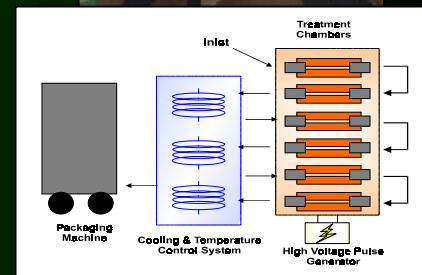 Treatment
Chambers
Inlet
Packaging
Machine
Cooling & Temperature
Control System
High Voltage Pulse
Generator